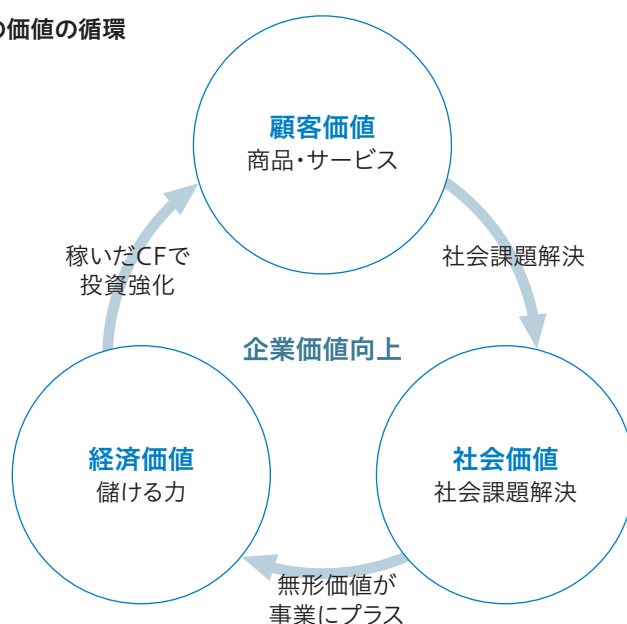 の価値の循環
顧客価値
商品・サービス
稼いだCFで
投資強化
社会課題解決
企業価値向上
経済価値
儲ける力
社会価値
社会課題解決
無形価値が
事業にプラス